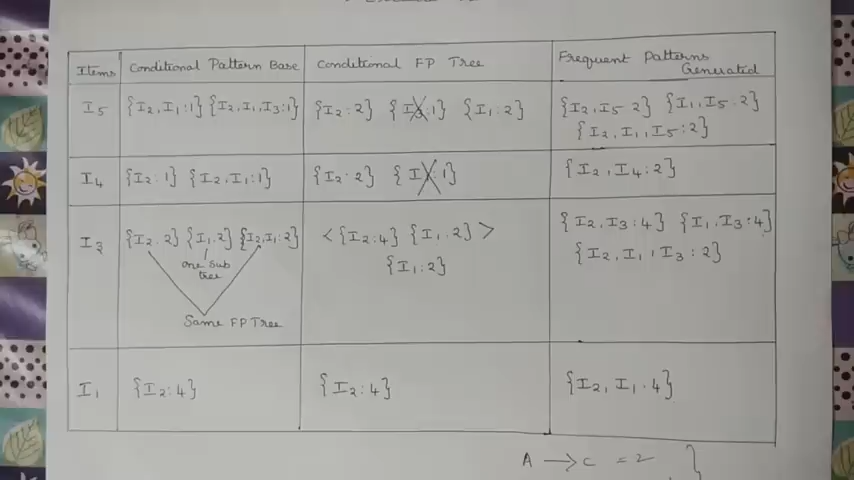 Items Conditional Pattern Base Conditional FP Tree Frequent Patterns Generated
I5 {I2,I1:1} {I2,I1,I3:1} {I2:2} {I3:1} {I1:2} {I2,I5:2} {I1,I5:2}
{I2,I1,I5:2}
I4 {I2:1} {I2,I1:1} {I2:2} {I1:1} {I2,I4:2}
I3 {I2:2} {I1:2} {I2,I1:2} <{I2:4} {I1:2}> {I2,I3:4} {I1,I3:4}
one Sub tree {I1:2} {I2,I1,I3:2}
Same FP Tree
I1 {I2:4} {I2:4} {I2,I1:4}
A → C = 2 }